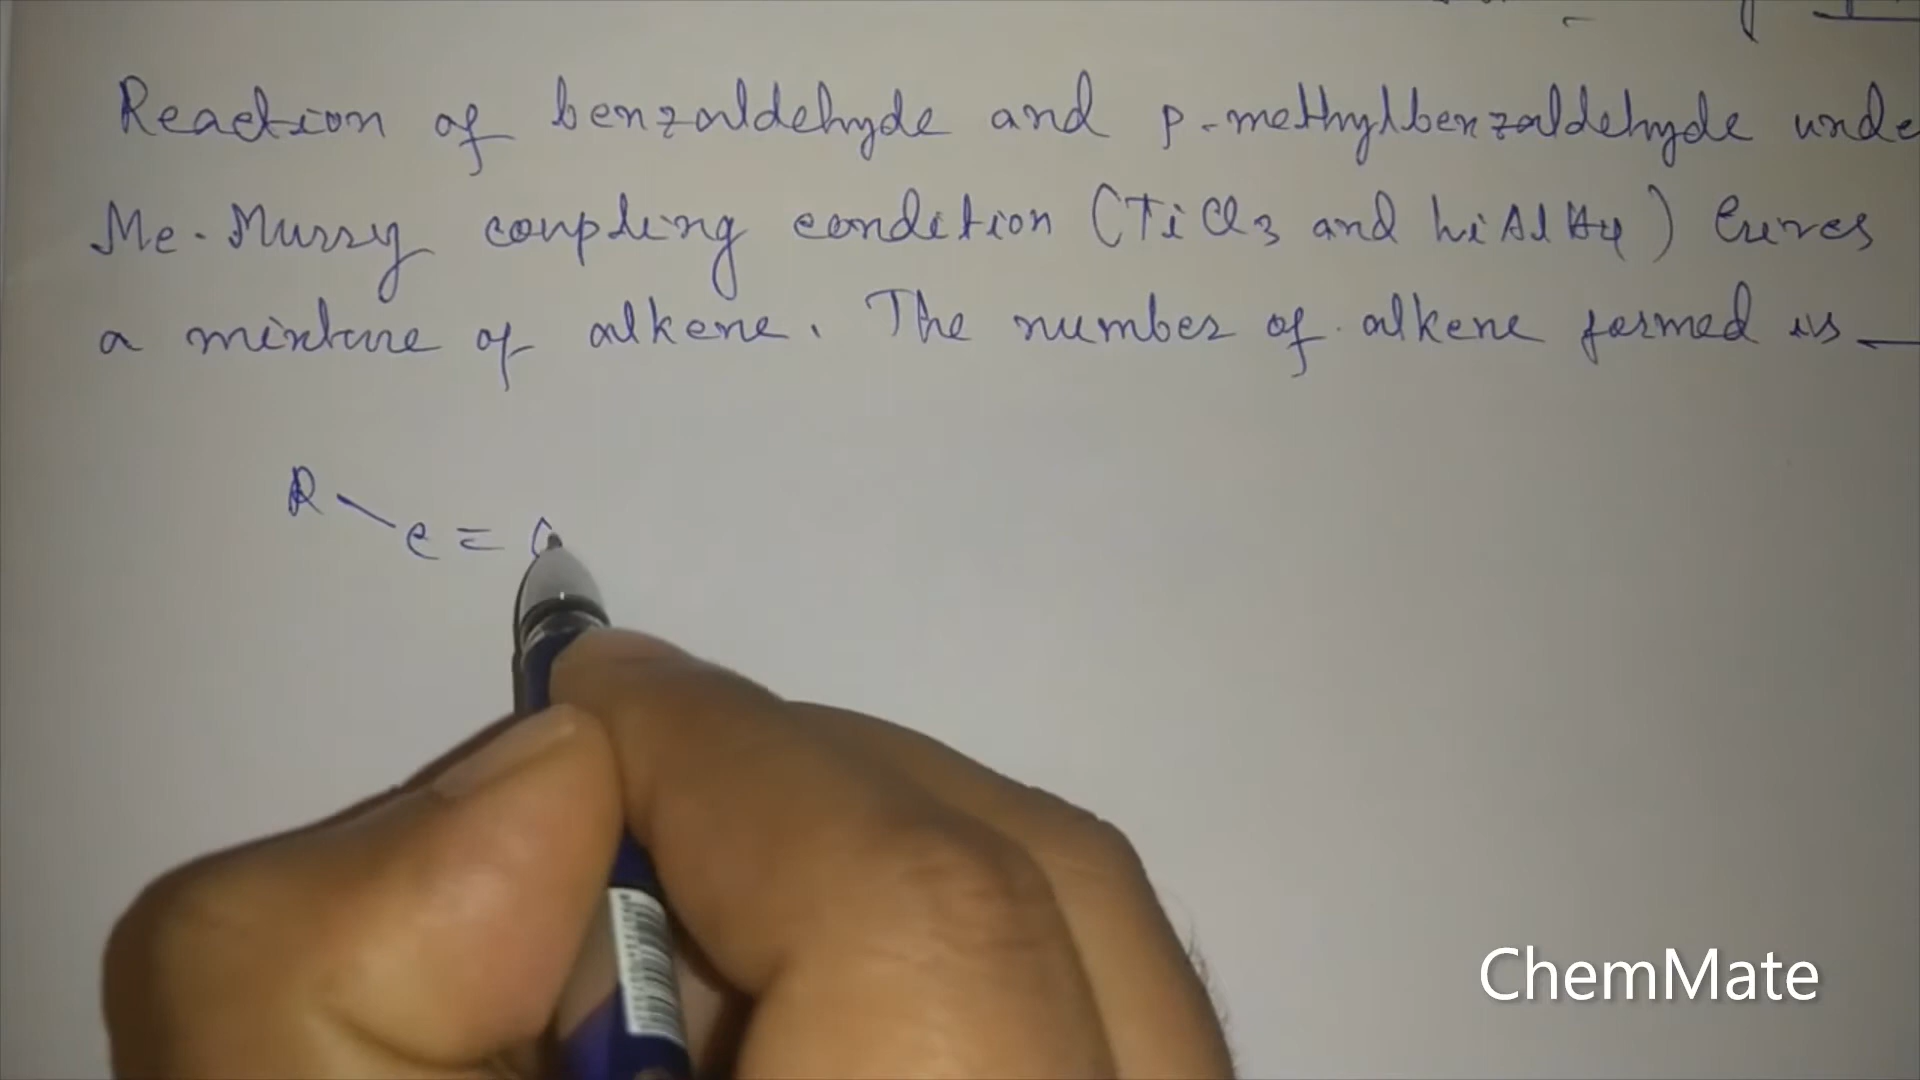 Reaction of benzaldehyde and p-methylbenzaldehyde unde
Mc-Murry coupling condition (TiCl3 and LiAlH4) Gives
a mixture of alkene. The number of alkene formed is
R
C = O
ChemMate